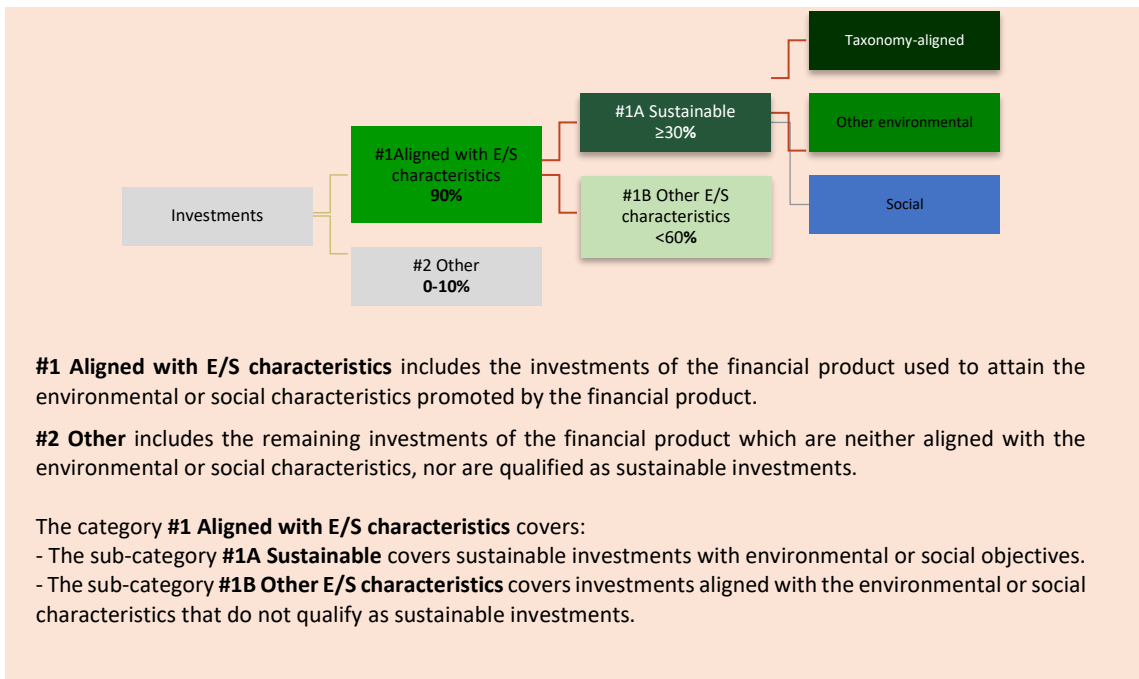 Taxonomy-aligned
#1A Sustainable
≥30%
Other environmental
#1Aligned with E/S
characteristics
90%
#1B Other E/S
characteristics
<60%
Investments
Social
#2 Other
0-10%
#1 Aligned with E/S characteristics includes the investments of the financial product used to attain the
environmental or social characteristics promoted by the financial product.
#2 Other includes the remaining investments of the financial product which are neither aligned with the
environmental or social characteristics, nor are qualified as sustainable investments.
The category #1 Aligned with E/S characteristics covers:
- The sub-category #1A Sustainable covers sustainable investments with environmental or social objectives.
- The sub-category #1B Other E/S characteristics covers investments aligned with the environmental or social
characteristics that do not qualify as sustainable investments.